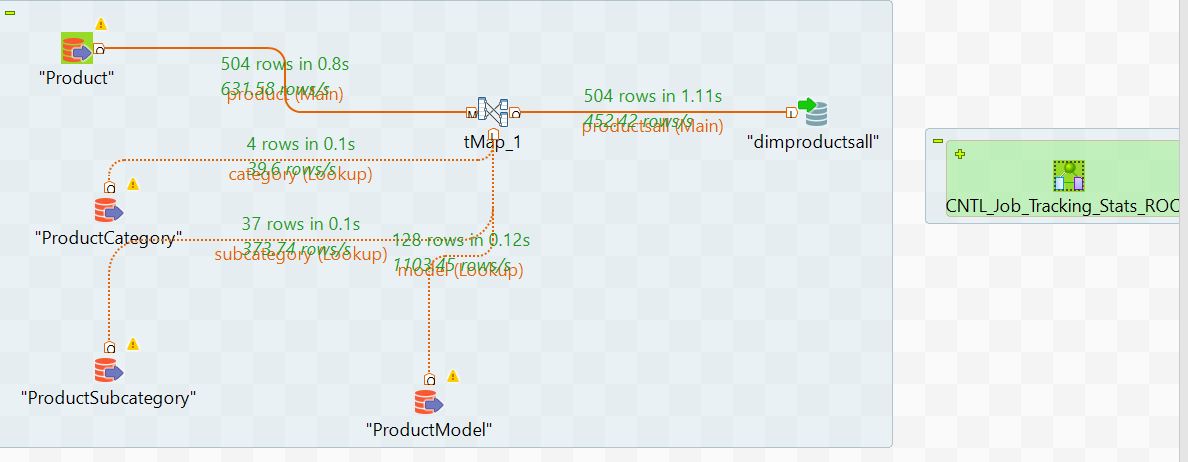 "Product"
504 rows in 0.8s
631.58 rows/s
product (Main)
504 rows in 1.11s
452.42 rows/s
productsall (Main)
tMap_1
"dimproductsall"
4 rows in 0.1s
39.6 rows/s
category (Lookup)
"ProductCategory"
37 rows in 0.1s
373.74 rows/s
subcategory (Lookup)
128 rows in 0.12s
1103.45 rows/s
model (Lookup)
"ProductSubcategory"
"ProductModel"
CNTL_Job_Tracking_Stats_ROC